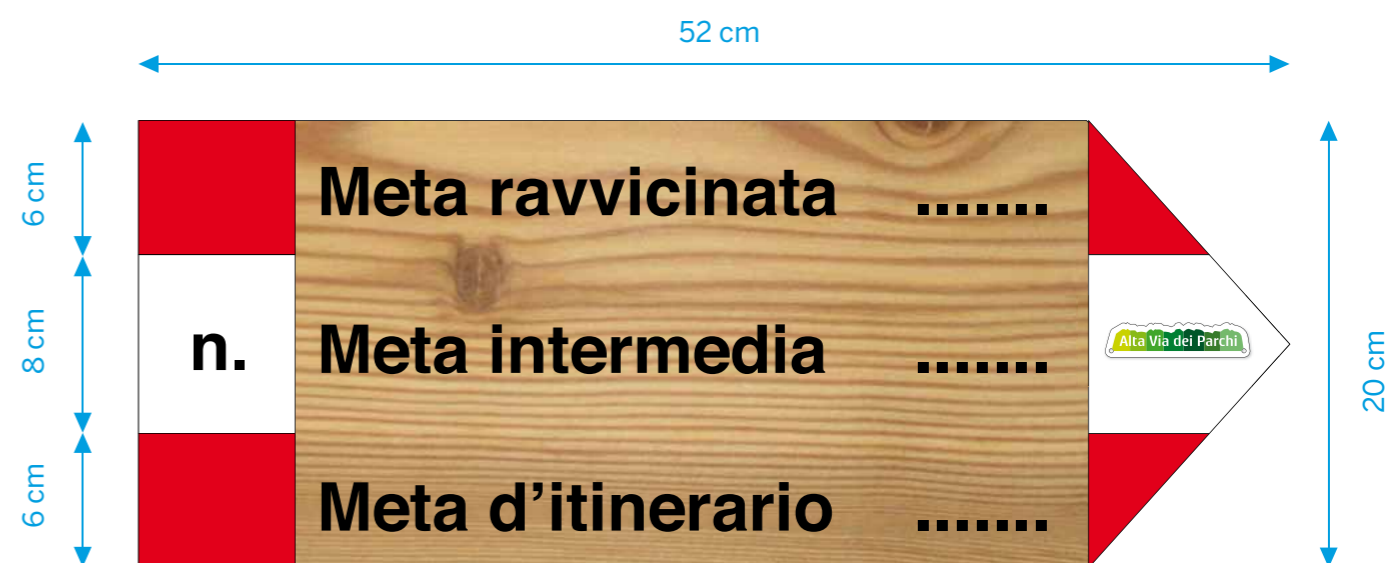 52 cm
6 cm
Meta ravvicinata .......
8 cm
n.
Meta intermedia .......
Alta Via dei Parchi
20 cm
6 cm
Meta d’itinerario .......